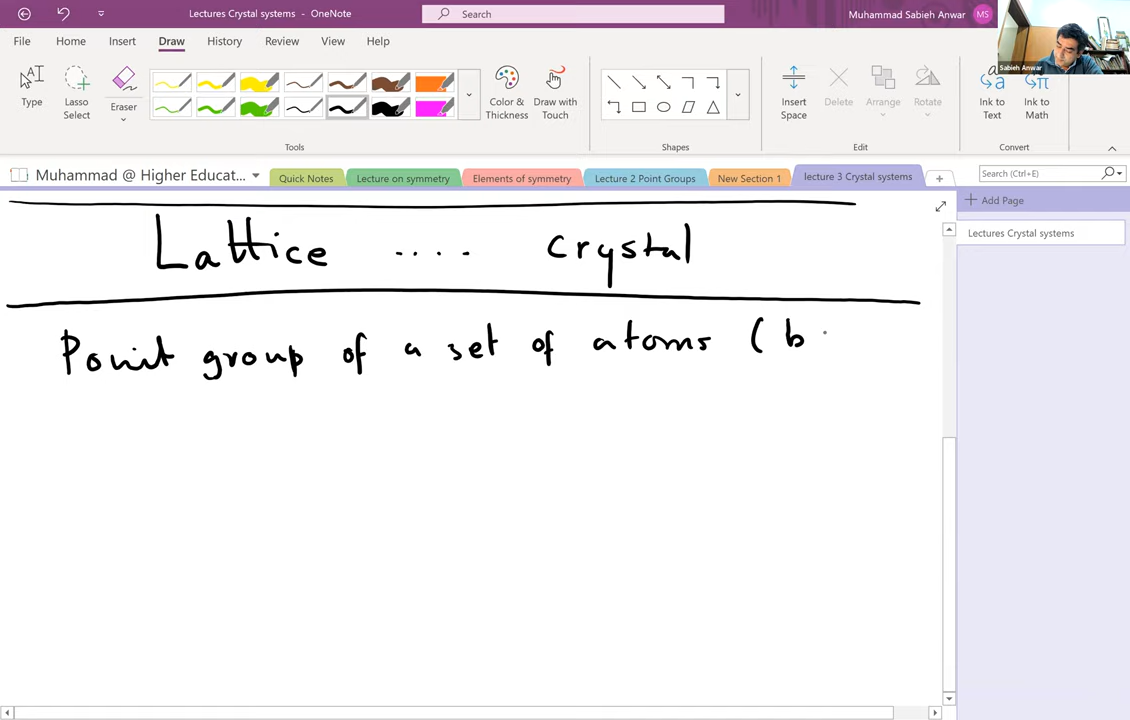 Lectures Crystal systems - OneNote
Search
Muhammad Sabieh Anwar
MS
Sabieh Anwar
File Home Insert Draw History Review View Help
Type
Lasso Select
Eraser
Color & Thickness
Draw with Touch
Insert Space
Delete
Arrange
Rotate
Ink to Text
Ink to Math
Tools
Shapes
Edit
Convert
Muhammad @ Higher Educat...
Quick Notes
Lecture on symmetry
Elements of symmetry
Lecture 2 Point Groups
New Section 1
lecture 3 Crystal systems
Search (Ctrl+E)
Add Page
Lectures Crystal systems
Lattice .... crystal
Point group of a set of atoms ( b